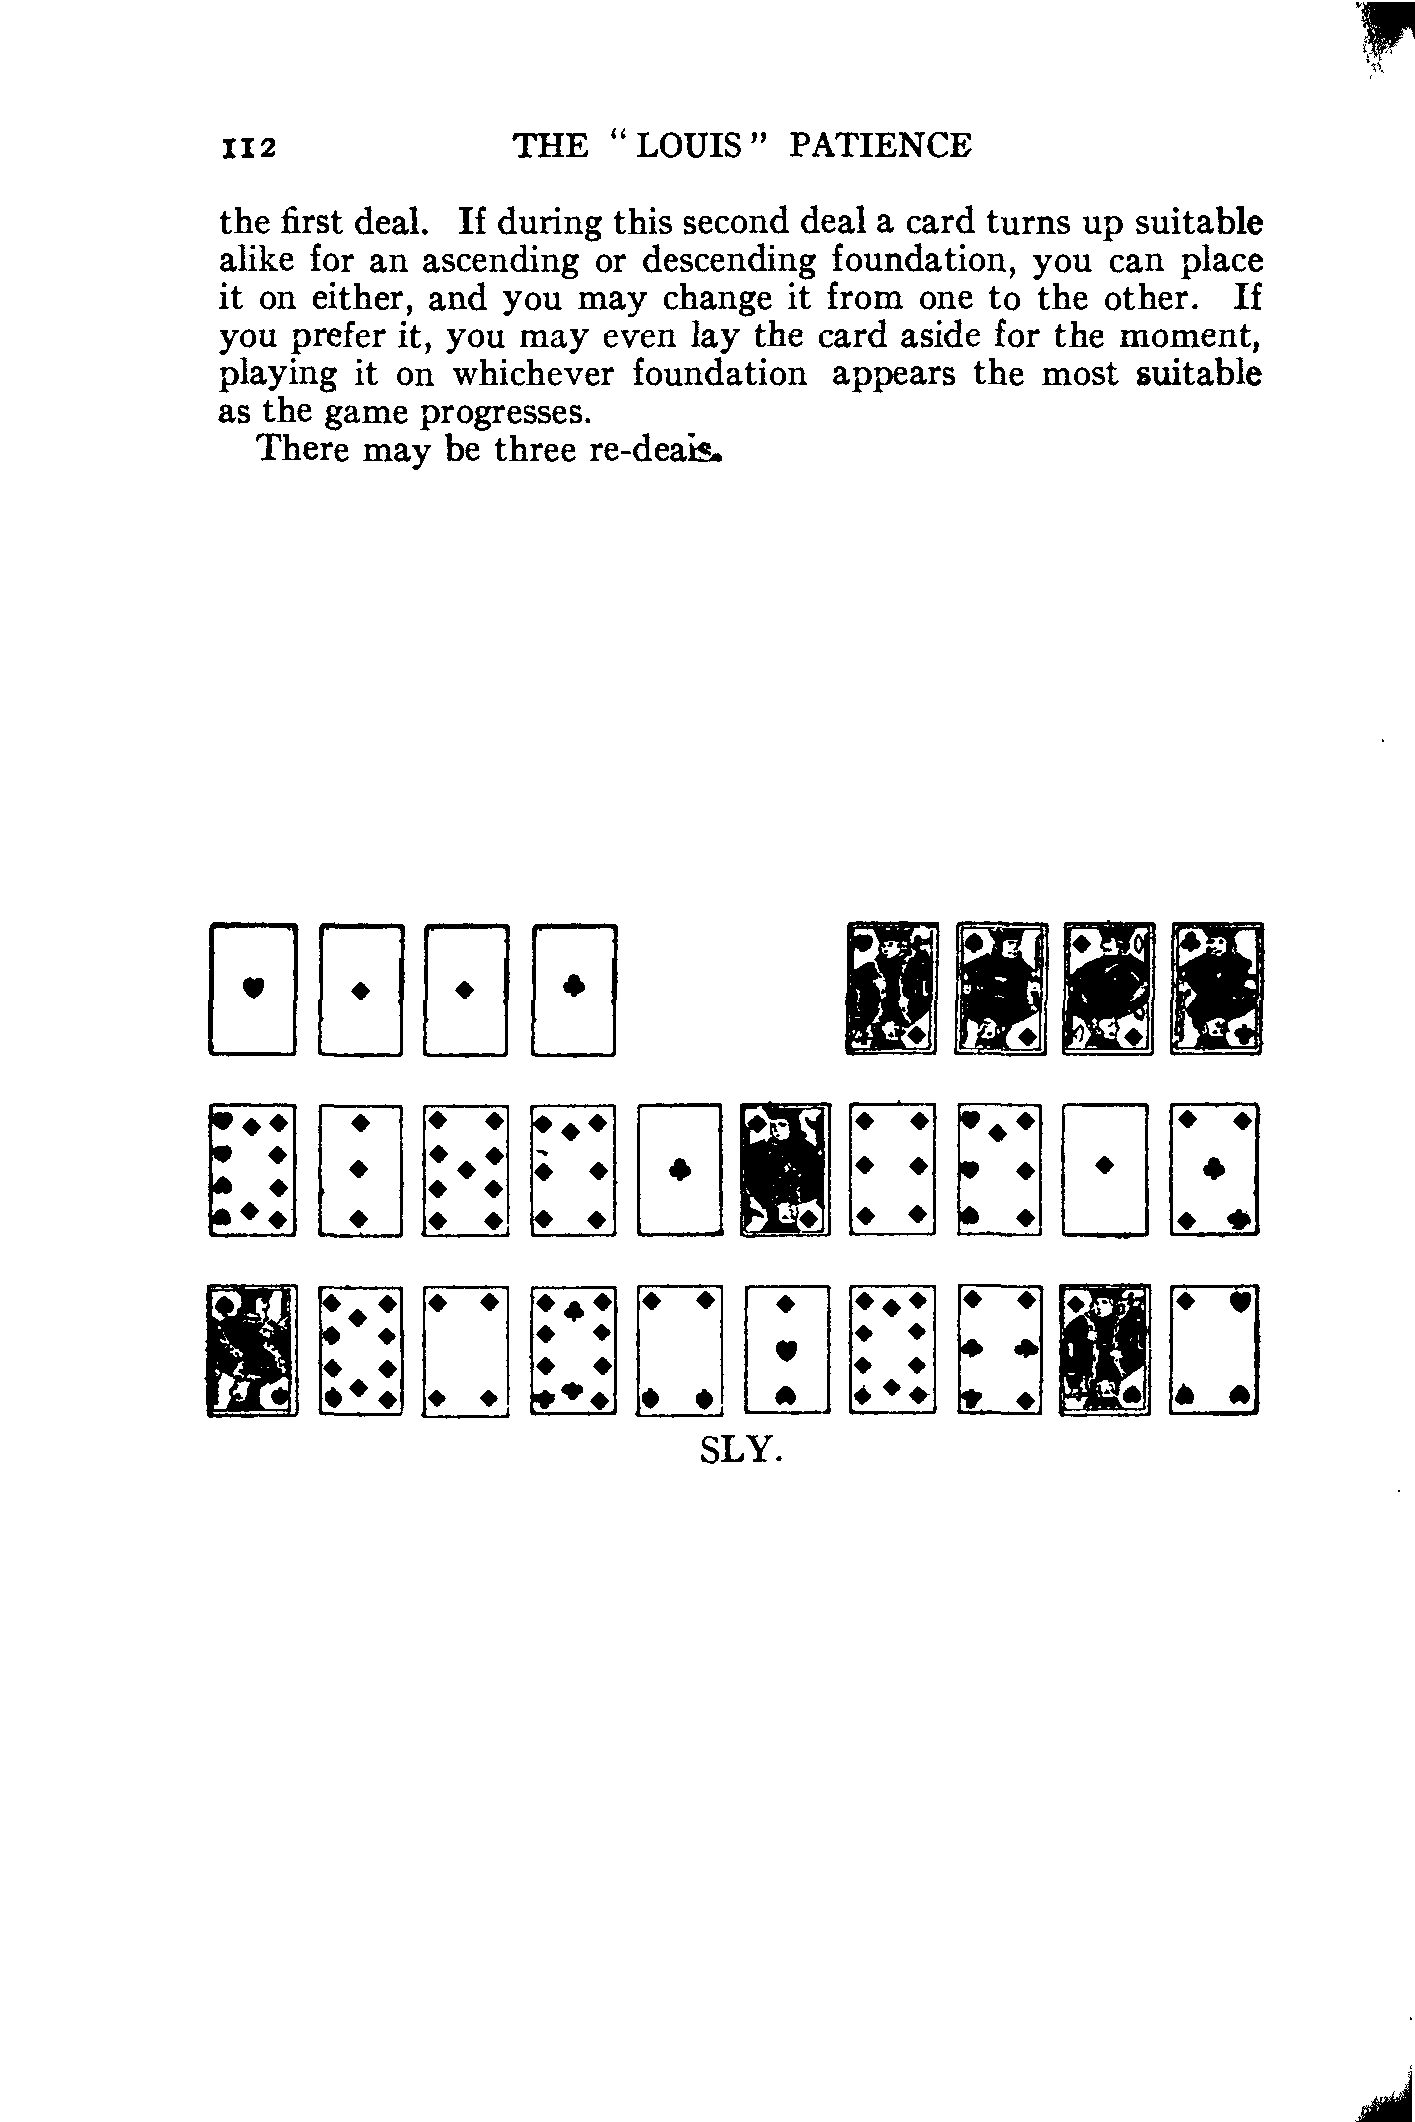 112 THE “LOUIS” PATIENCE
the first deal. If during this second deal a card turns up suitable
alike for an ascending or descending foundation, you can place
it on either, and you may change it from one to the other. If
you prefer it, you may even lay the card aside for the moment,
playing it on whichever foundation appears the most suitable
as the game progresses.
There may be three re-deals.
SLY.